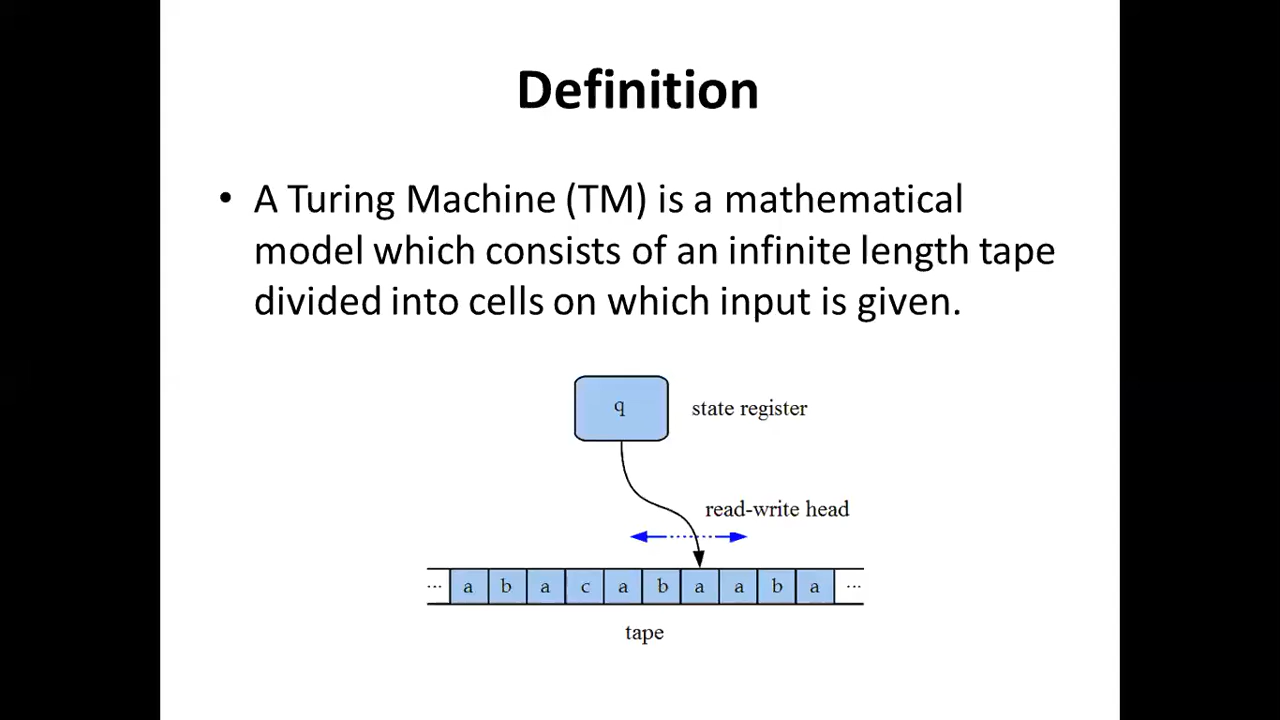 Definition
• A Turing Machine (TM) is a mathematical
model which consists of an infinite length tape
divided into cells on which input is given.
q
state register
read-write head
... a b a c a b a a b a ...
tape